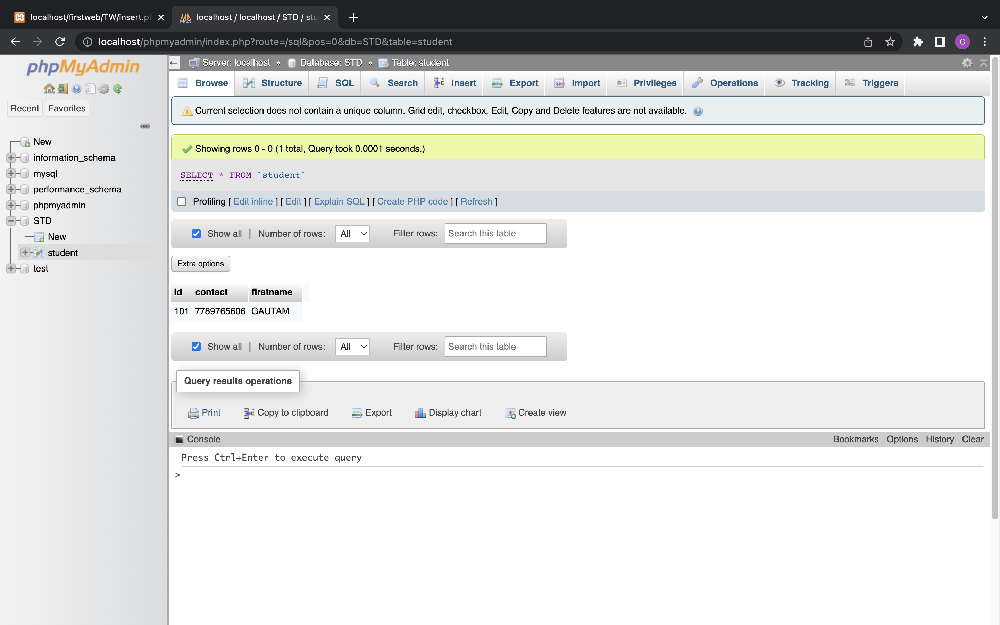 localhost/firstweb/TW/insert.ph
localhost / localhost / STD / stu
localhost/phpmyadmin/index.php?route=/sql&pos=0&db=STD&table=student
G
phpMyAdmin
Recent Favorites
New
information_schema
mysql
performance_schema
phpmyadmin
STD
New
student
test
Server: localhost » Database: STD » Table: student
Browse Structure SQL Search Insert Export Import Privileges Operations Tracking Triggers
Current selection does not contain a unique column. Grid edit, checkbox, Edit, Copy and Delete features are not available.
Showing rows 0 - 0 (1 total, Query took 0.0001 seconds.)
SELECT * FROM `student`
Profiling [ Edit inline ] [ Edit ] [ Explain SQL ] [ Create PHP code ] [ Refresh ]
Show all | Number of rows: All Filter rows: Search this table
Extra options
id contact firstname
101 7789765606 GAUTAM
Show all | Number of rows: All Filter rows: Search this table
Query results operations
Print Copy to clipboard Export Display chart Create view
Console Bookmarks Options History Clear
Press Ctrl+Enter to execute query
>